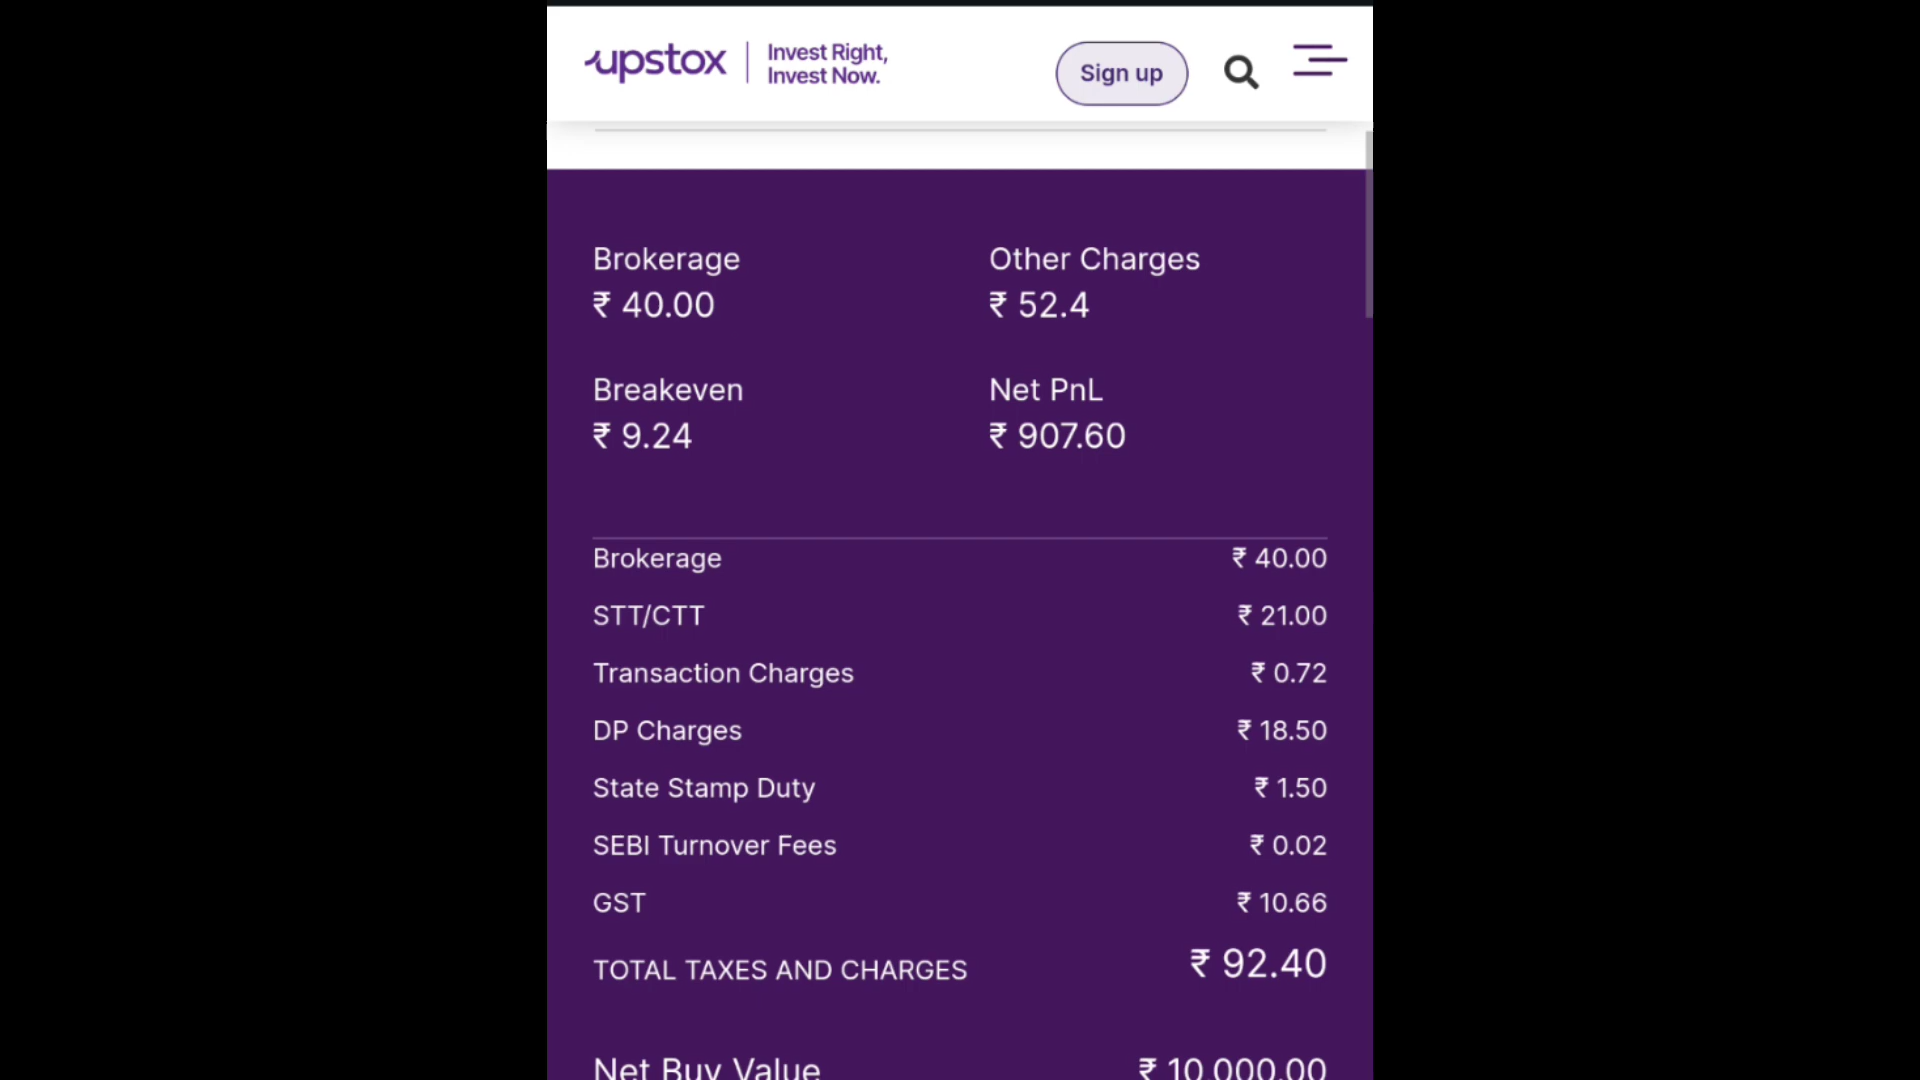 upstox
Invest Right,
Invest Now.
Sign up
Brokerage
₹ 40.00
Other Charges
₹ 52.4
Breakeven
₹ 9.24
Net PnL
₹ 907.60
Brokerage ₹ 40.00
STT/CTT ₹ 21.00
Transaction Charges ₹ 0.72
DP Charges ₹ 18.50
State Stamp Duty ₹ 1.50
SEBI Turnover Fees ₹ 0.02
GST ₹ 10.66
TOTAL TAXES AND CHARGES ₹ 92.40
Net Buy Value ₹ 10,000.00